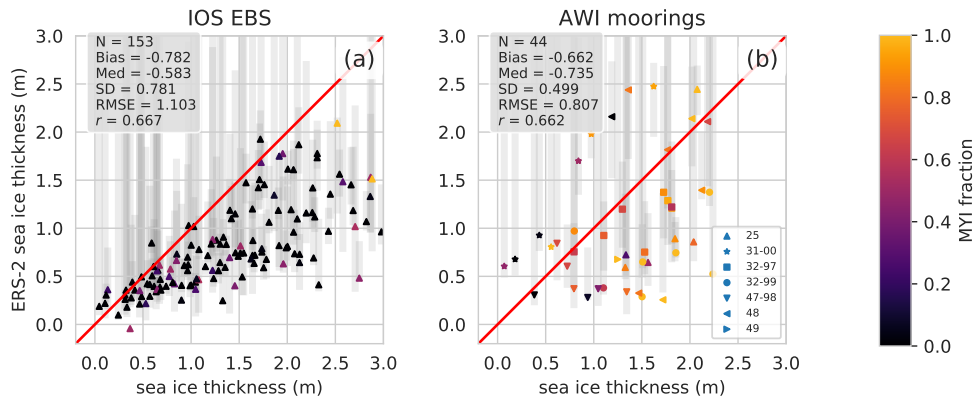 IOS EBS
AWI moorings
N = 153
Bias = -0.782
Med = -0.583
SD = 0.781
RMSE = 1.103
r = 0.667
(a)
N = 44
Bias = -0.662
Med = -0.735
SD = 0.499
RMSE = 0.807
r = 0.662
(b)
ERS-2 sea ice thickness (m)
3.0
2.5
2.0
1.5
1.0
0.5
0.0
0.0 0.5 1.0 1.5 2.0 2.5 3.0
sea ice thickness (m)
3.0
2.5
2.0
1.5
1.0
0.5
0.0
0.0 0.5 1.0 1.5 2.0 2.5 3.0
sea ice thickness (m)
25
31-00
32-97
32-99
47-98
48
49
1.0
0.8
0.6
0.4
0.2
0.0
MYI fraction